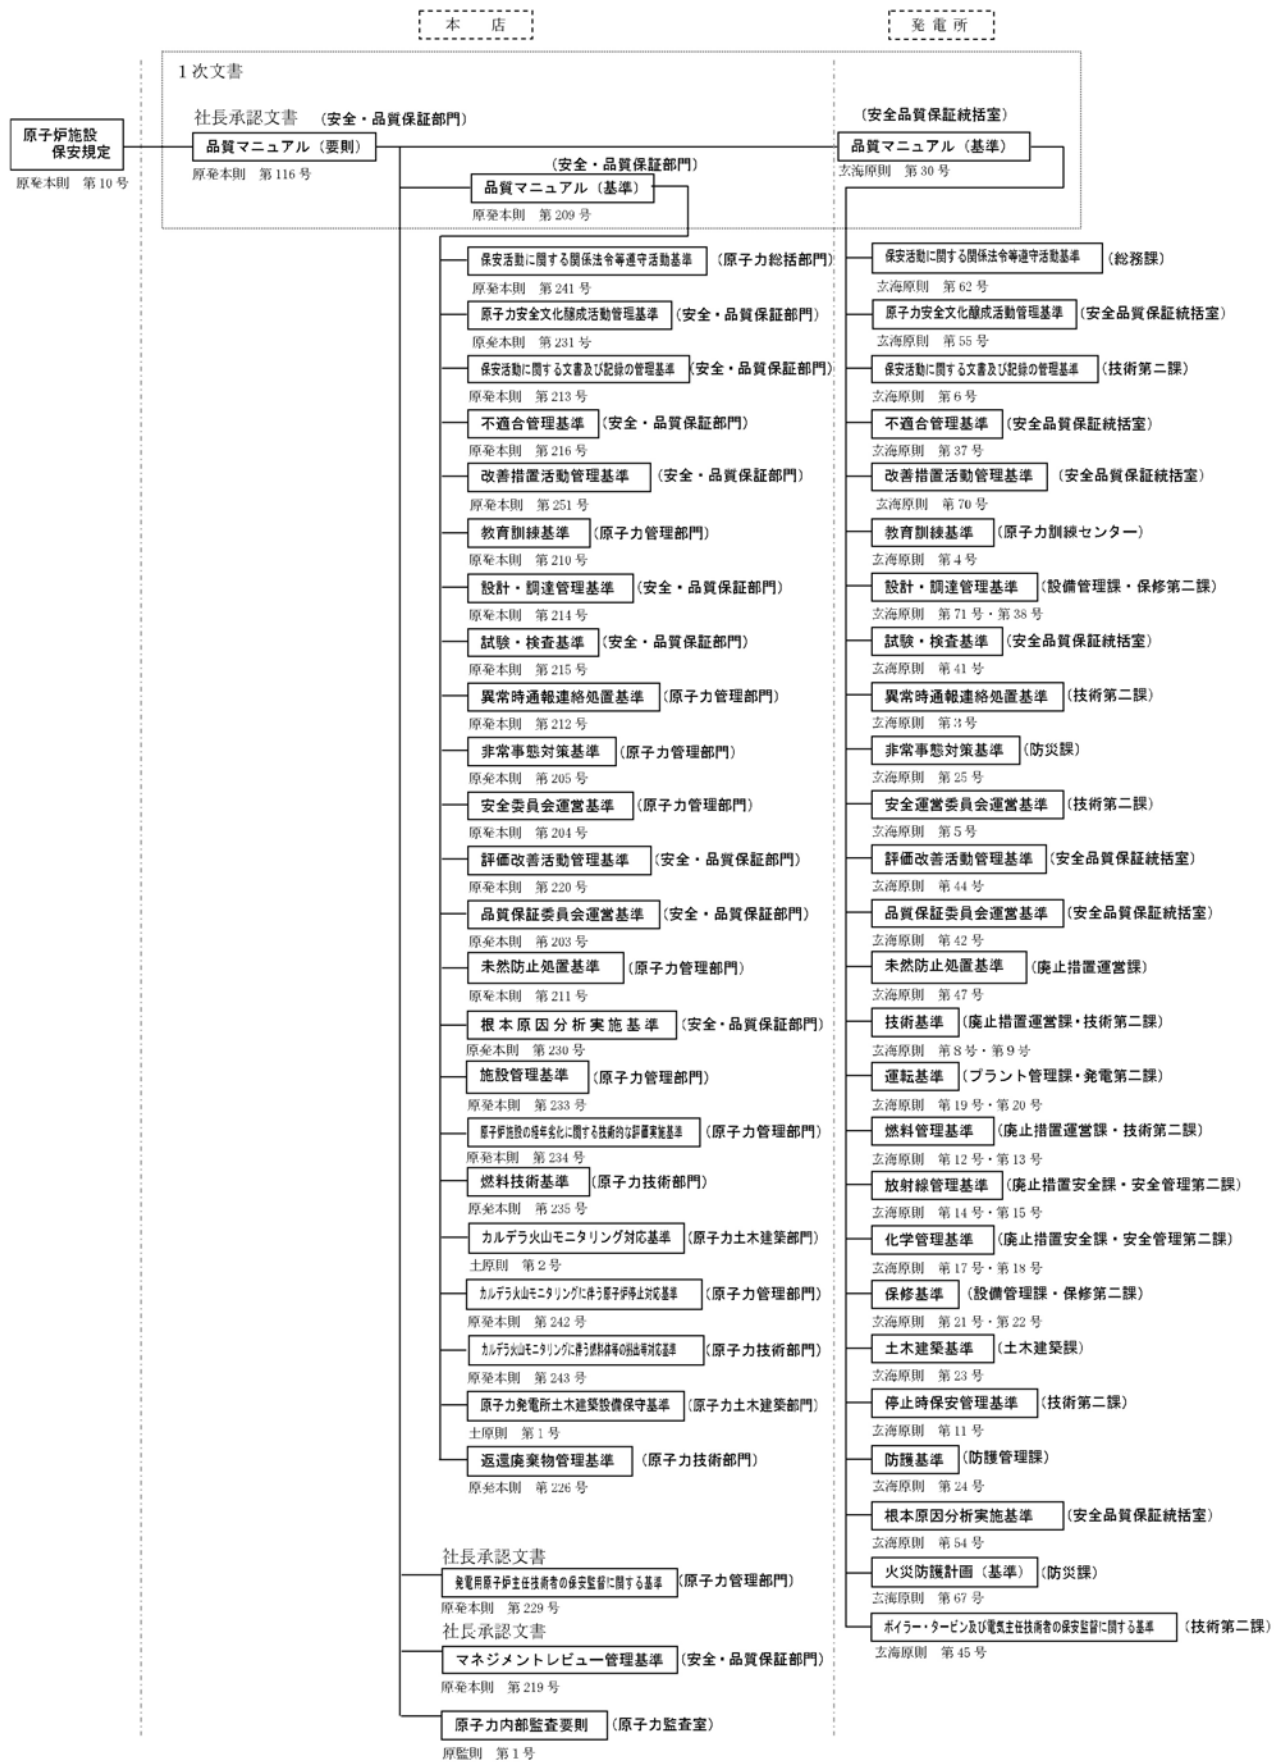 本　店
発電所
1次文書
社長承認文書 (安全・品質保証部門)
(安全品質保証統括室)
原子炉施設
保安規定
原発本則　第10号
品質マニュアル（要則）
原発本則　第116号
品質マニュアル（基準）
玄海原則　第30号
(安全・品質保証部門)
品質マニュアル（基準）
原発本則　第209号
保安活動に関する関係法令等遵守活動基準 (原子力総括部門)
原発本則　第241号
原子力安全文化醸成活動管理基準 (安全・品質保証部門)
原発本則　第231号
保安活動に関する文書及び記録の管理基準 (安全・品質保証部門)
原発本則　第213号
不適合管理基準 (安全・品質保証部門)
原発本則　第216号
改善措置活動管理基準 (安全・品質保証部門)
原発本則　第251号
教育訓練基準 (原子力管理部門)
原発本則　第210号
設計・調達管理基準 (安全・品質保証部門)
原発本則　第214号
試験・検査基準 (安全・品質保証部門)
原発本則　第215号
異常時通報連絡処置基準 (原子力管理部門)
原発本則　第212号
非常事態対策基準 (原子力管理部門)
原発本則　第205号
安全委員会運営基準 (原子力管理部門)
原発本則　第204号
評価改善活動管理基準 (安全・品質保証部門)
原発本則　第220号
品質保証委員会運営基準 (安全・品質保証部門)
原発本則　第203号
未然防止処置基準 (原子力管理部門)
原発本則　第211号
根本原因分析実施基準 (安全・品質保証部門)
原発本則　第230号
施設管理基準 (原子力管理部門)
原発本則　第233号
原子炉施設の経年劣化に関する技術的な評価実施基準 (原子力管理部門)
原発本則　第234号
燃料技術基準 (原子力技術部門)
原発本則　第235号
カルデラ火山モニタリング対応基準 (原子力土木建築部門)
土原則　第2号
カルデラ火山モニタリングに伴う原子炉停止対応基準 (原子力管理部門)
原発本則　第242号
カルデラ火山モニタリングに伴う燃料体等の搬出等対応基準 (原子力技術部門)
原発本則　第243号
原子力発電所土木建築設備保守基準 (原子力土木建築部門)
土原則　第1号
返還廃棄物管理基準 (原子力技術部門)
原発本則　第226号
社長承認文書
発電用原子炉主任技術者の保安監督に関する基準 (原子力管理部門)
原発本則　第229号
社長承認文書
マネジメントレビュー管理基準 (安全・品質保証部門)
原発本則　第219号
原子力内部監査要則 (原子力監査室)
原監則　第1号
保安活動に関する関係法令等遵守活動基準 (総務課)
玄海原則　第62号
原子力安全文化醸成活動管理基準 (安全品質保証統括室)
玄海原則　第55号
保安活動に関する文書及び記録の管理基準 (技術第二課)
玄海原則　第6号
不適合管理基準 (安全品質保証統括室)
玄海原則　第37号
改善措置活動管理基準 (安全品質保証統括室)
玄海原則　第70号
教育訓練基準 (原子力訓練センター)
玄海原則　第4号
設計・調達管理基準 (設備管理課・保修第二課)
玄海原則　第71号・第38号
試験・検査基準 (安全品質保証統括室)
玄海原則　第41号
異常時通報連絡処置基準 (技術第二課)
玄海原則　第3号
非常事態対策基準 (防災課)
玄海原則　第25号
安全運営委員会運営基準 (技術第二課)
玄海原則　第5号
評価改善活動管理基準 (安全品質保証統括室)
玄海原則　第44号
品質保証委員会運営基準 (安全品質保証統括室)
玄海原則　第42号
未然防止処置基準 (廃止措置運営課)
玄海原則　第47号
技術基準 (廃止措置運営課・技術第二課)
玄海原則　第8号・第9号
運転基準 (プラント管理課・発電第二課)
玄海原則　第19号・第20号
燃料管理基準 (廃止措置運営課・技術第二課)
玄海原則　第12号・第13号
放射線管理基準 (廃止措置安全課・安全管理第二課)
玄海原則　第14号・第15号
化学管理基準 (廃止措置安全課・安全管理第二課)
玄海原則　第17号・第18号
保修基準 (設備管理課・保修第二課)
玄海原則　第21号・第22号
土木建築基準 (土木建築課)
玄海原則　第23号
停止時保安管理基準 (技術第二課)
玄海原則　第11号
防護基準 (防護管理課)
玄海原則　第24号
根本原因分析実施基準 (安全品質保証統括室)
玄海原則　第54号
火災防護計画（基準） (防災課)
玄海原則　第67号
ボイラー・タービン及び電気主任技術者の保安監督に関する基準 (技術第二課)
玄海原則　第45号